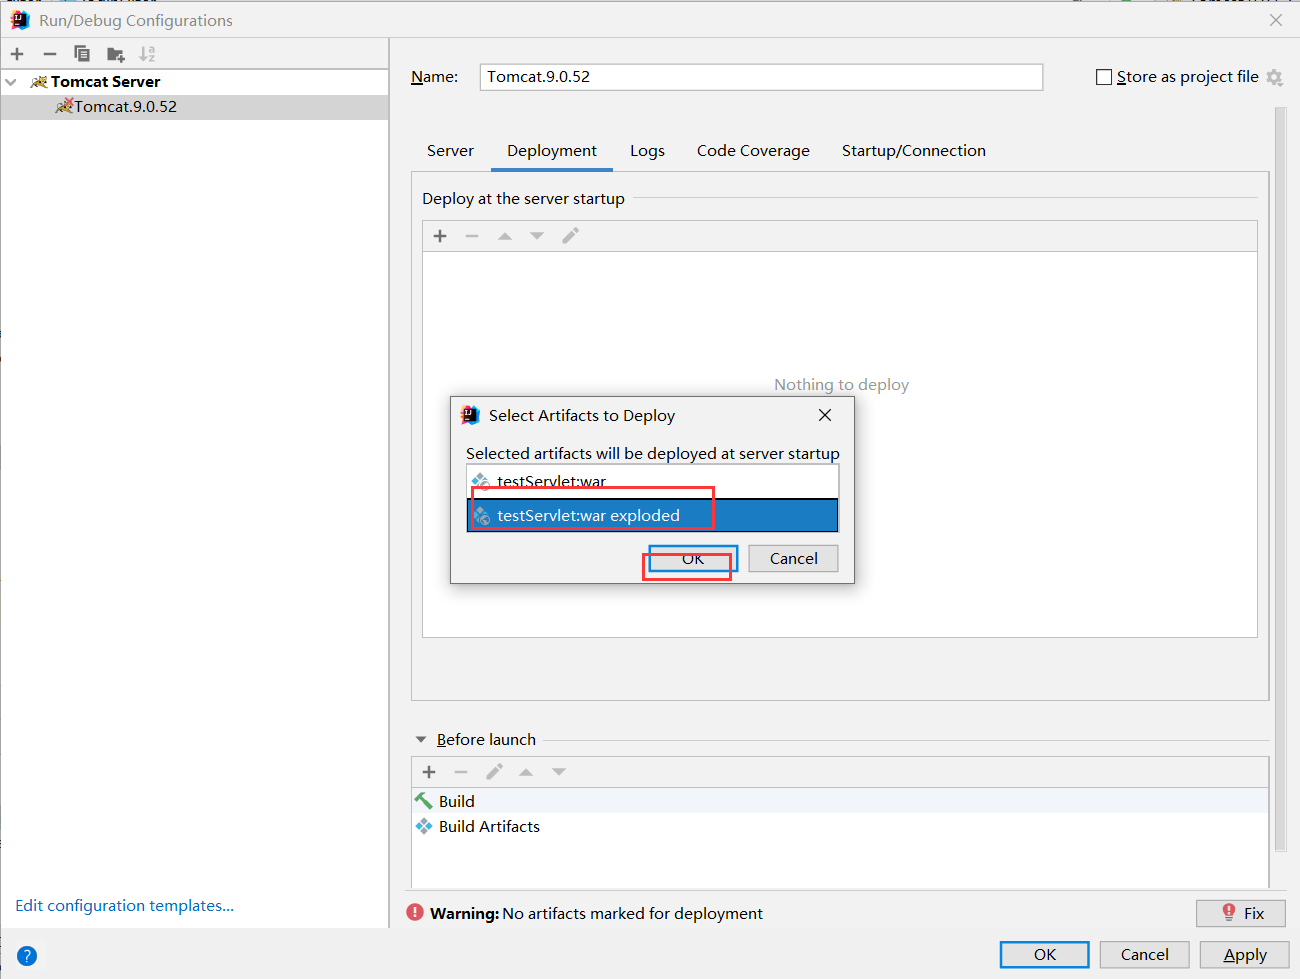 Run/Debug Configurations
Tomcat Server
Tomcat.9.0.52
Name:
Tomcat.9.0.52
Store as project file
Server
Deployment
Logs
Code Coverage
Startup/Connection
Deploy at the server startup
Nothing to deploy
Select Artifacts to Deploy
Selected artifacts will be deployed at server startup
testServlet:war
testServlet:war exploded
OK
Cancel
Before launch
Build
Build Artifacts
Edit configuration templates...
Warning: No artifacts marked for deployment
Fix
?
OK
Cancel
Apply